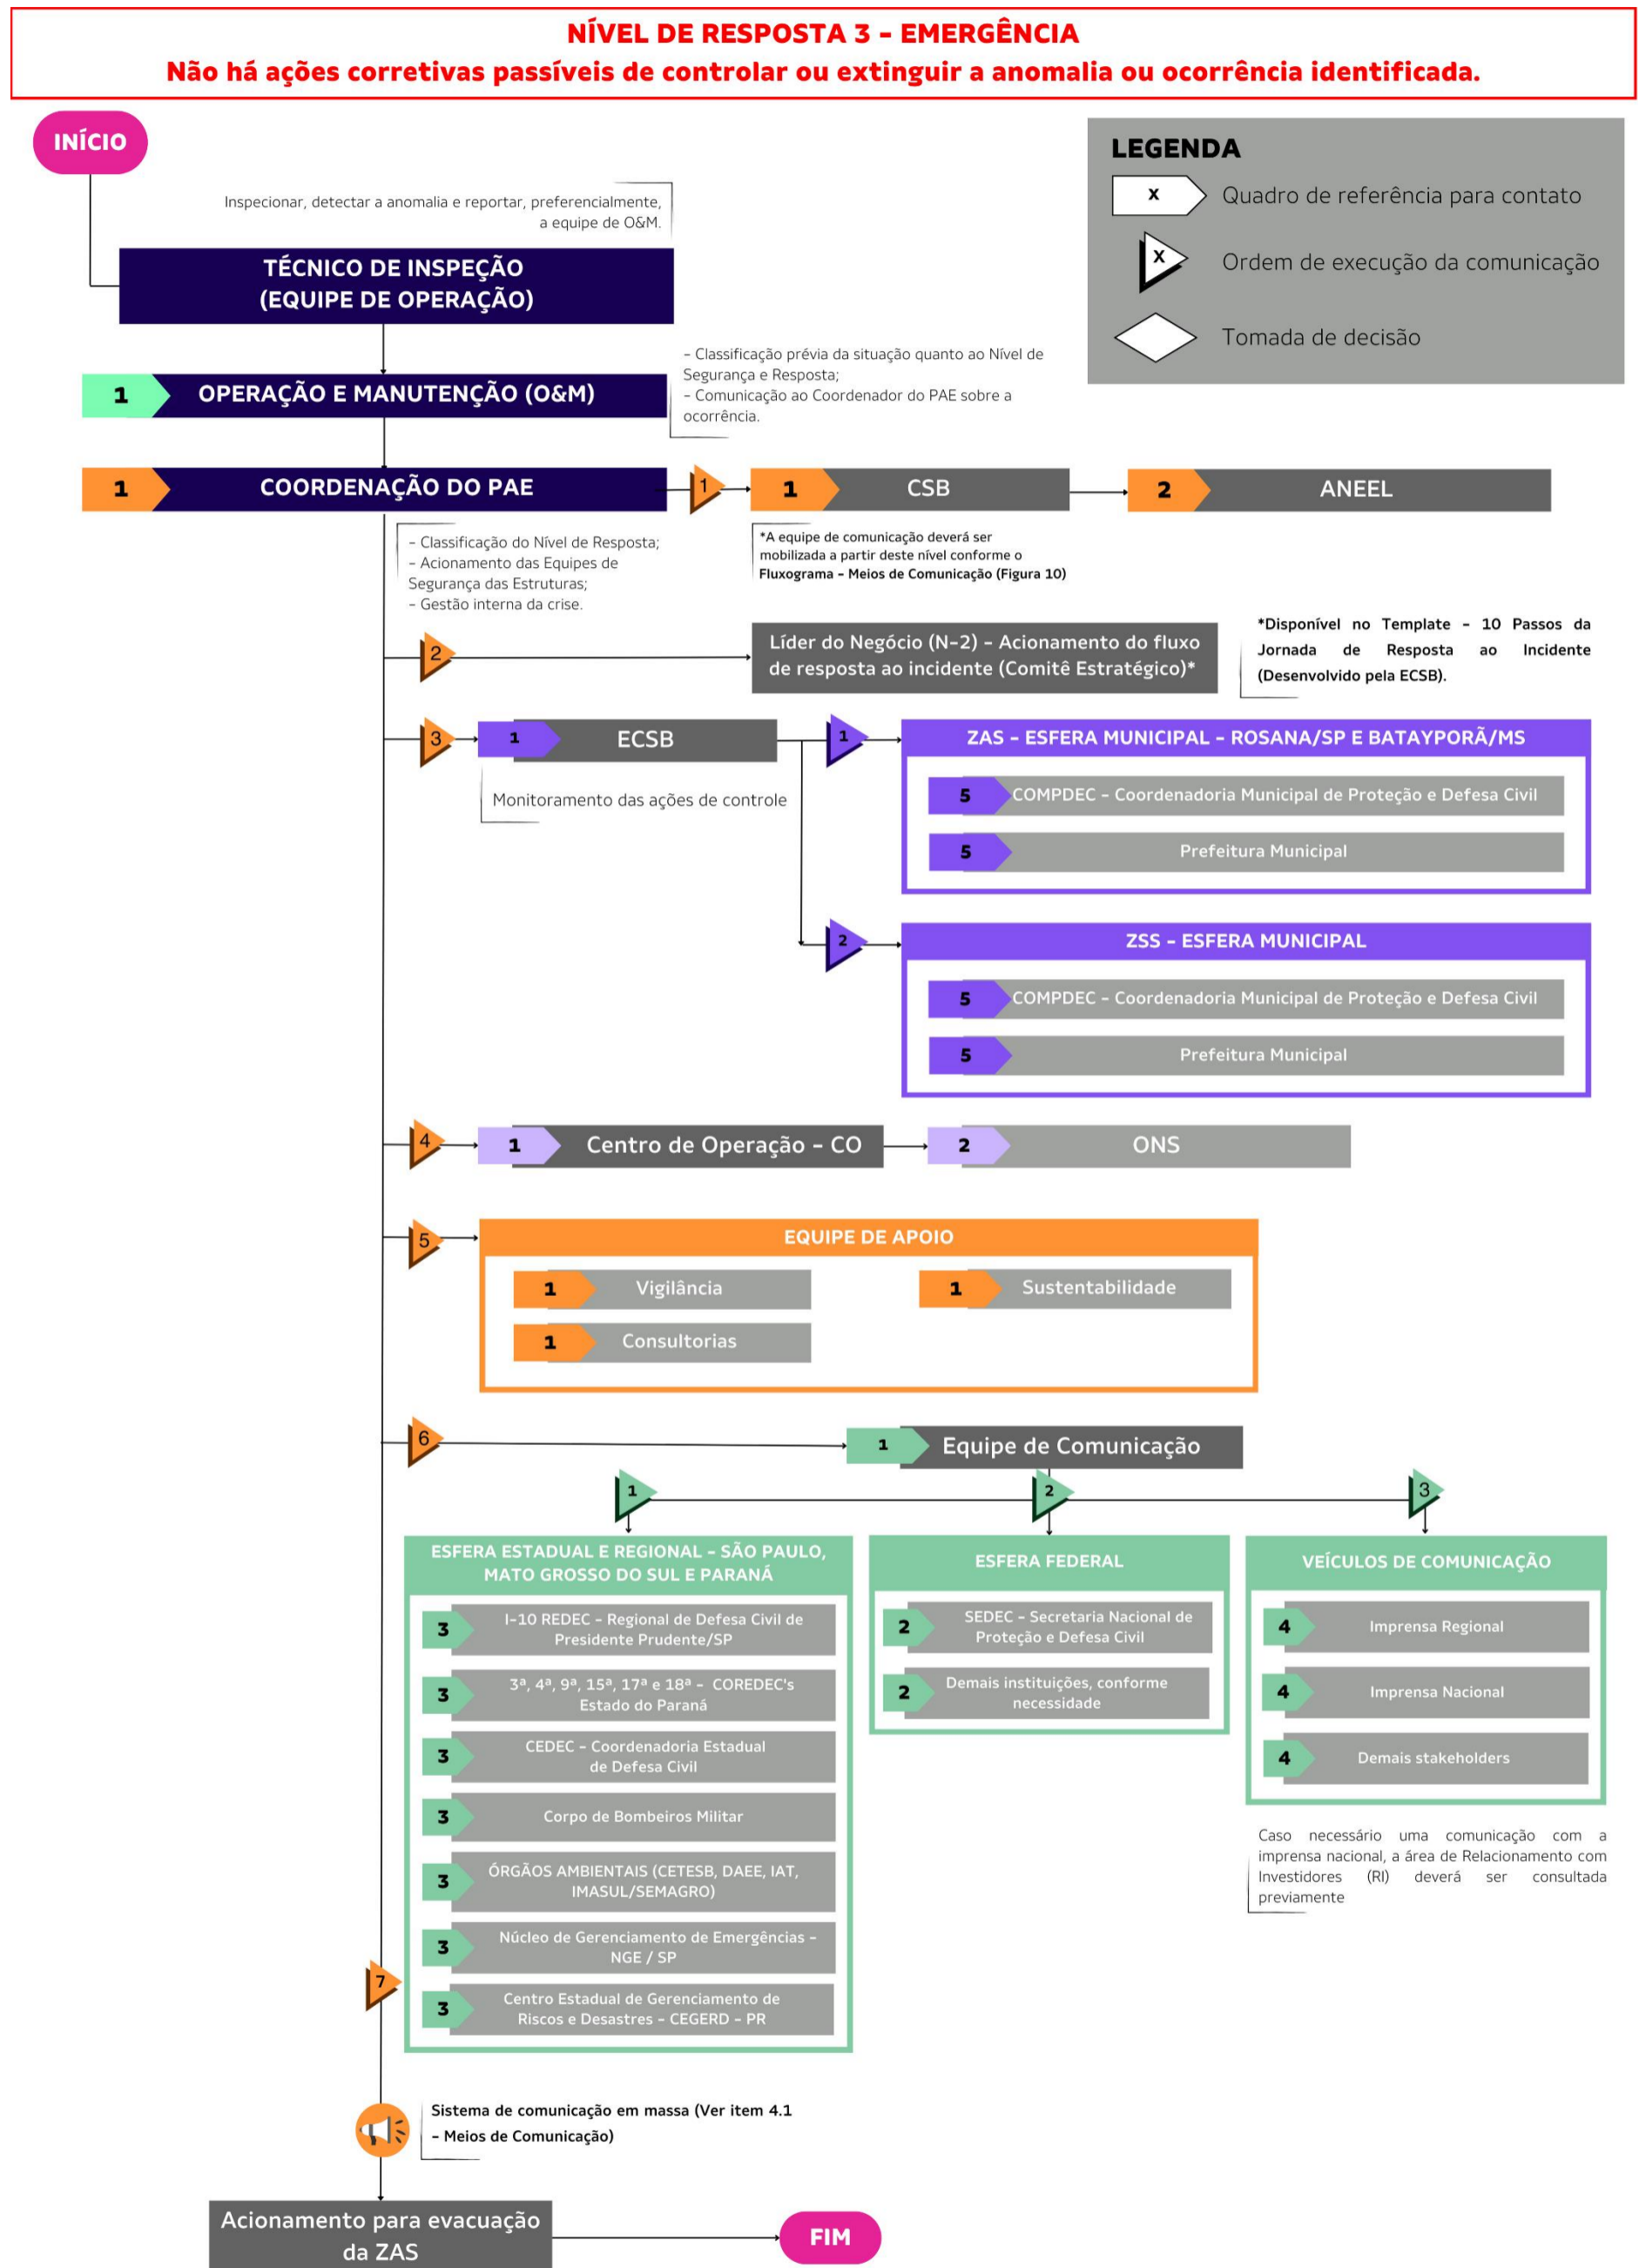 NÍVEL DE RESPOSTA 3 – EMERGÊNCIA
Não há ações corretivas passíveis de controlar ou extinguir a anomalia ou ocorrência identificada.
INÍCIO
LEGENDA
X
Quadro de referência para contato
X
Ordem de execução da comunicação
Tomada de decisão
Inspecionar, detectar a anomalia e reportar, preferencialmente,
a equipe de O&M.
TÉCNICO DE INSPEÇÃO
(EQUIPE DE OPERAÇÃO)
– Classificação prévia da situação quanto ao Nível de
Segurança e Resposta;
– Comunicação ao Coordenador do PAE sobre a
ocorrência.
1
OPERAÇÃO E MANUTENÇÃO (O&M)
1
COORDENAÇÃO DO PAE
1
1
CSB
2
ANEEL
– Classificação do Nível de Resposta;
– Acionamento das Equipes de
Segurança das Estruturas;
– Gestão interna da crise.
*A equipe de comunicação deverá ser
mobilizada a partir deste nível conforme o
Fluxograma – Meios de Comunicação (Figura 10)
2
Líder do Negócio (N-2) – Acionamento do fluxo
de resposta ao incidente (Comitê Estratégico)*
*Disponível no Template – 10 Passos da
Jornada de Resposta ao Incidente
(Desenvolvido pela ECSB).
3
1
ECSB
Monitoramento das ações de controle
1
ZAS – ESFERA MUNICIPAL – ROSANA/SP E BATAYPORÃ/MS
5
COMPDEC – Coordenadoria Municipal de Proteção e Defesa Civil
5
Prefeitura Municipal
2
ZSS – ESFERA MUNICIPAL
5
COMPDEC – Coordenadoria Municipal de Proteção e Defesa Civil
5
Prefeitura Municipal
4
1
Centro de Operação – CO
2
ONS
5
EQUIPE DE APOIO
1
Vigilância
1
Sustentabilidade
1
Consultorias
6
1
Equipe de Comunicação
1
2
3
ESFERA ESTADUAL E REGIONAL – SÃO PAULO,
MATO GROSSO DO SUL E PARANÁ
3
I-10 REDEC – Regional de Defesa Civil de
Presidente Prudente/SP
3
3ª, 4ª, 9ª, 15ª, 17ª e 18ª – COREDEC's
Estado do Paraná
3
CEDEC – Coordenadoria Estadual
de Defesa Civil
3
Corpo de Bombeiros Militar
3
ÓRGÃOS AMBIENTAIS (CETESB, DAEE, IAT,
IMASUL/SEMAGRO)
3
Núcleo de Gerenciamento de Emergências –
NGE / SP
3
Centro Estadual de Gerenciamento de
Riscos e Desastres – CEGERD – PR
ESFERA FEDERAL
2
SEDEC – Secretaria Nacional de
Proteção e Defesa Civil
2
Demais instituições, conforme
necessidade
VEÍCULOS DE COMUNICAÇÃO
4
Imprensa Regional
4
Imprensa Nacional
4
Demais stakeholders
Caso necessário uma comunicação com a
imprensa nacional, a área de Relacionamento com
Investidores (RI) deverá ser consultada
previamente
7
Sistema de comunicação em massa (Ver item 4.1
– Meios de Comunicação)
Acionamento para evacuação
da ZAS
FIM